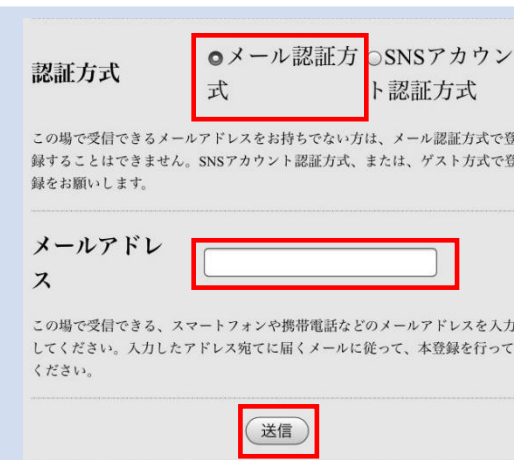 認証方式
メール認証方
式
SNSアカウン
ト認証方式
この場で受信できるメールアドレスをお持ちでない方は、メール認証方式で登
録することはできません。SNSアカウント認証方式、または、ゲスト方式で登
録をお願いします。
メールアドレ
ス
この場で受信できる、スマートフォンや携帯電話などのメールアドレスを入力
してください。入力したアドレス宛てに届くメールに従って、本登録を行って
ください。
送信